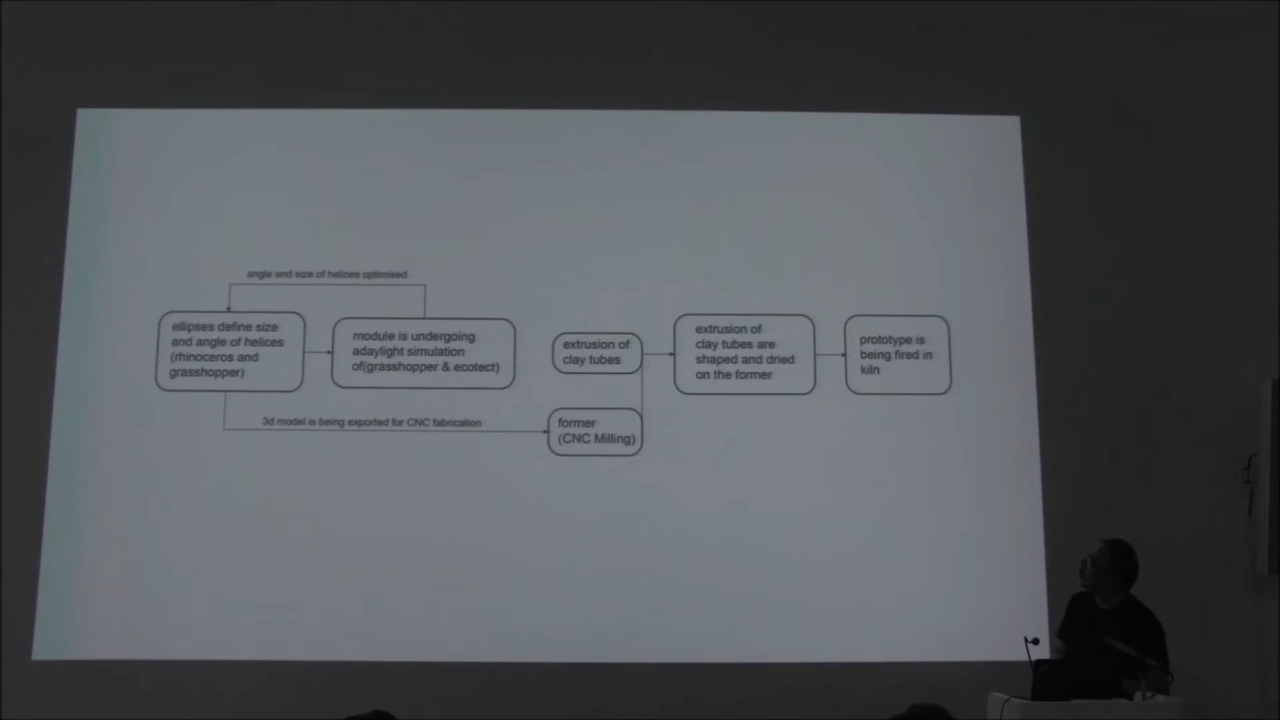 angle and size of helices optimised
ellipses define size
and angle of helices
(rhinoceros and
grasshopper)
module is undergoing
adaylight simulation
of(grasshopper & ecotect)
extrusion of
clay tubes
extrusion of
clay tubes are
shaped and dried
on the former
prototype is
being fired in
kiln
3d model is being exported for CNC fabrication
former
(CNC Milling)